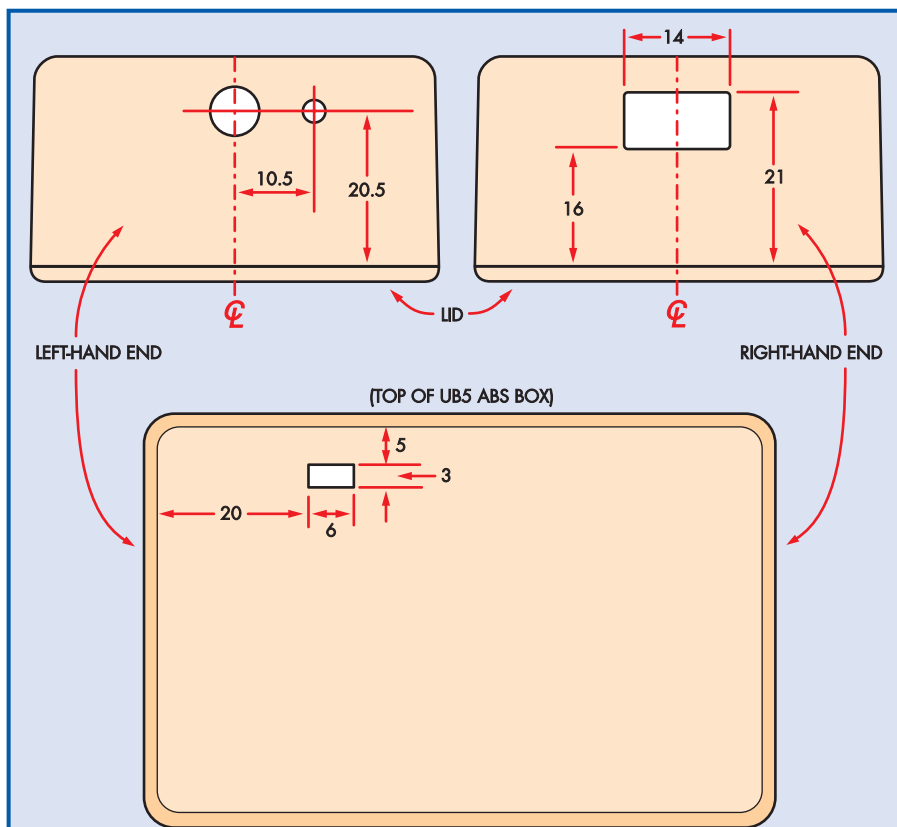 14
10.5
20.5
16
21
℄
℄
LID
LEFT-HAND END
RIGHT-HAND END
(TOP OF UB5 ABS BOX)
5
3
20
6